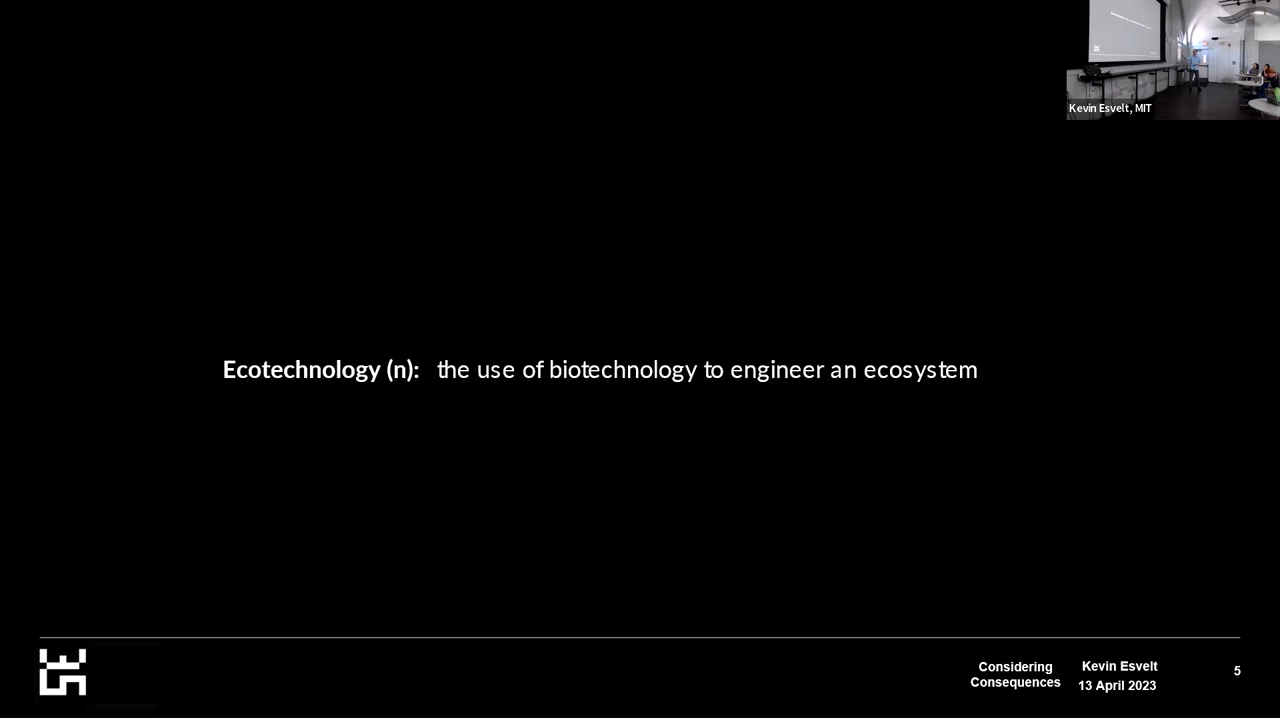 Kevin Esvelt, MIT
Ecotechnology (n): the use of biotechnology to engineer an ecosystem
Considering
Consequences
Kevin Esvelt
13 April 2023
5